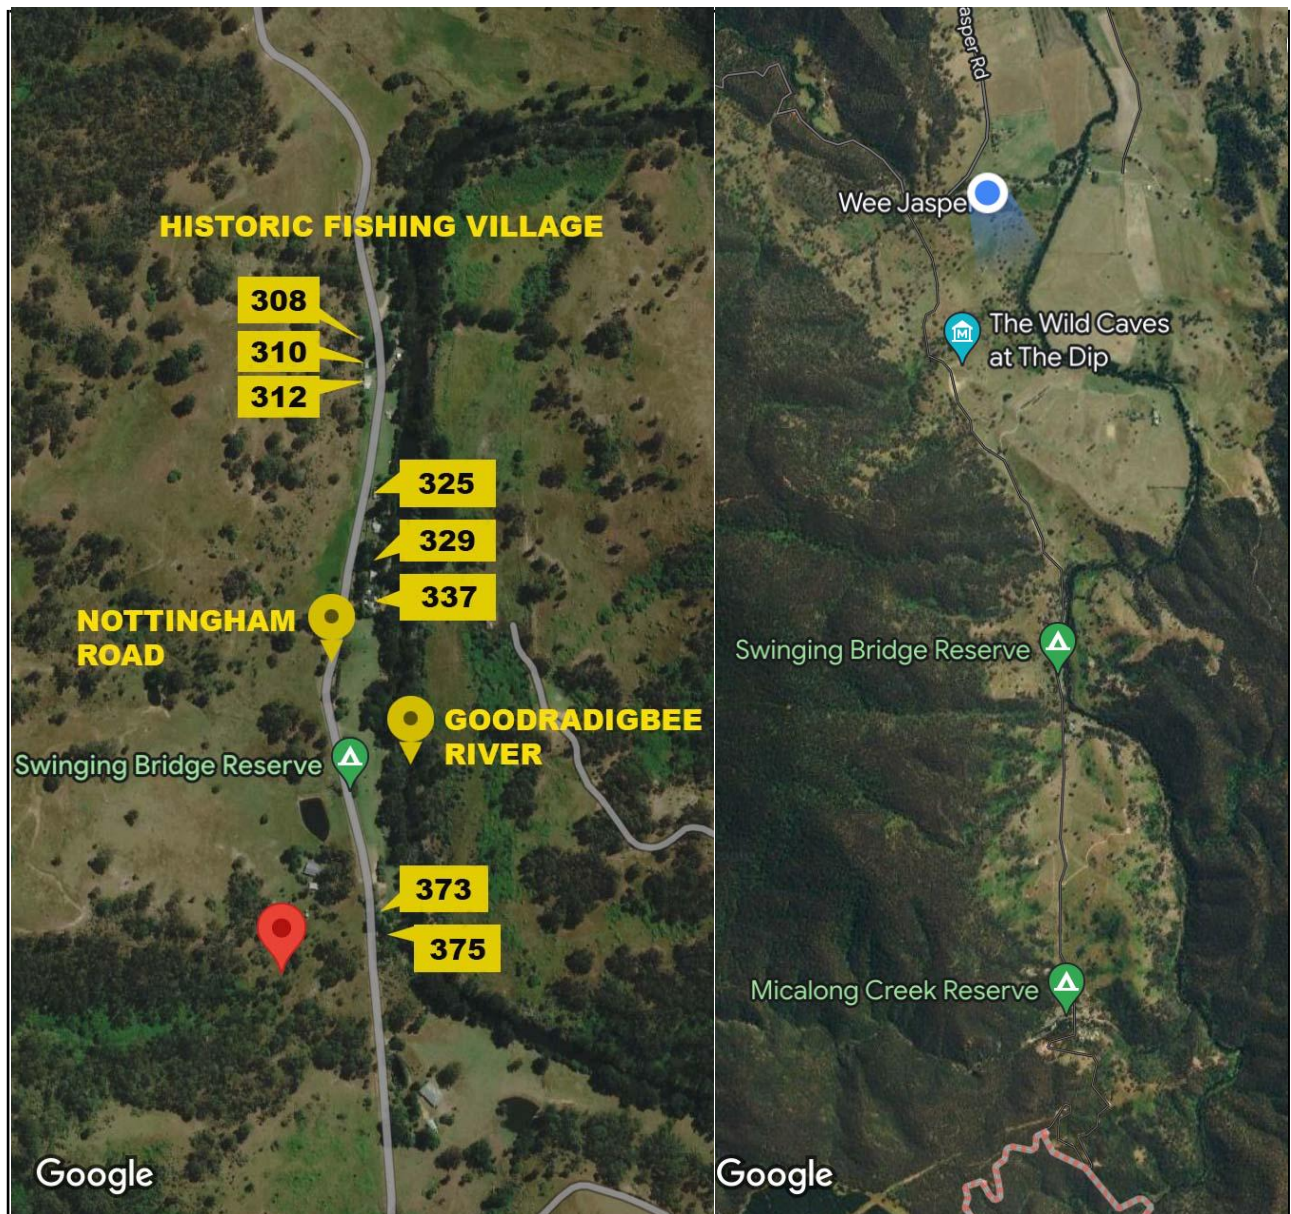 HISTORIC FISHING VILLAGE
308
310
312
325
329
337
NOTTINGHAM
ROAD
GOODRADIGBEE
RIVER
Swinging Bridge Reserve
373
375
Google
asper Rd
Wee Jasper
The Wild Caves
at The Dip
Swinging Bridge Reserve
Micalong Creek Reserve
Google